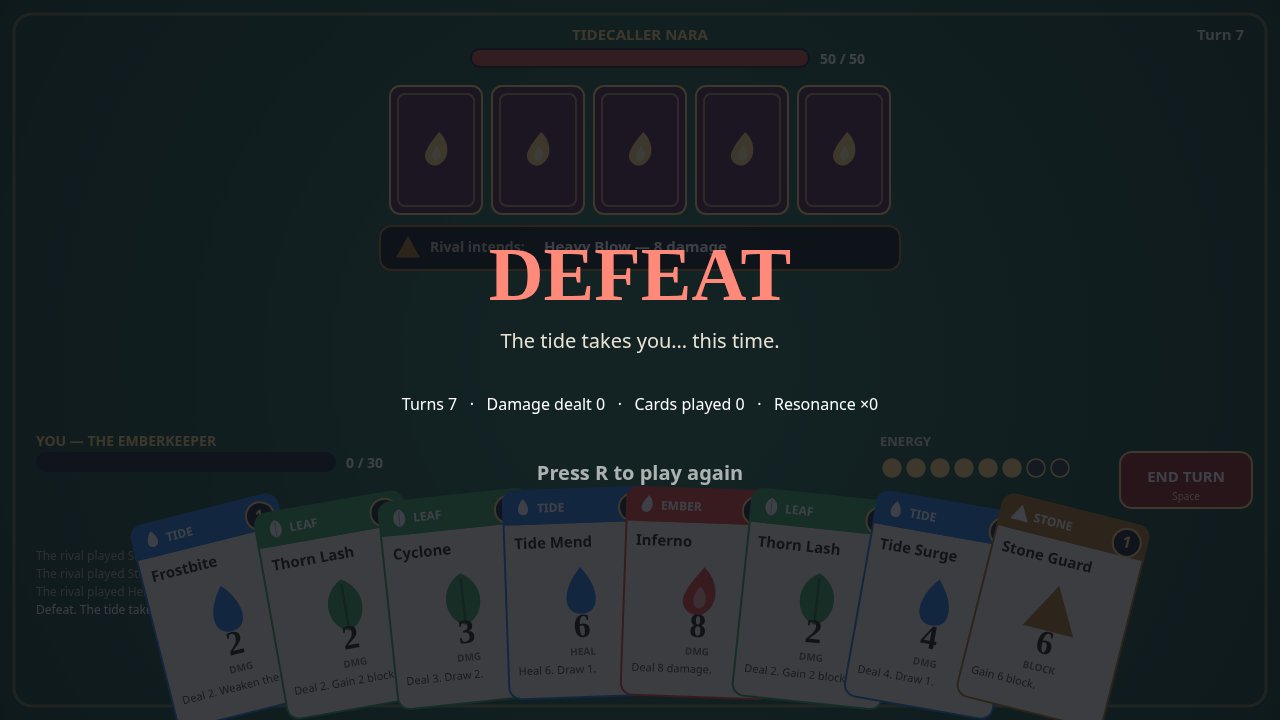 TIDECALLER NARA
Turn 7
50 / 50
Rival intends: Heavy Blow — 8 damage
DEFEAT
The tide takes you... this time.
Turns 7 · Damage dealt 0 · Cards played 0 · Resonance ×0
YOU — THE EMBERKEEPER
0 / 30
ENERGY
END TURN
Space
Press R to play again
The rival played
The rival played
The rival played
Defeat. The tide
TIDE
1
Frostbite
2
DMG
Deal 2. Weaken the
LEAF
Thorn Lash
2
DMG
Deal 2. Gain 2 block
LEAF
Cyclone
3
DMG
Deal 3. Draw 2.
TIDE
Tide Mend
6
HEAL
Heal 6. Draw 1.
EMBER
Inferno
8
DMG
Deal 8 damage.
LEAF
Thorn Lash
2
DMG
Deal 2. Gain 2 block
TIDE
Tide Surge
4
DMG
Deal 4. Draw 1.
STONE
1
Stone Guard
6
BLOCK
Gain 6 block.